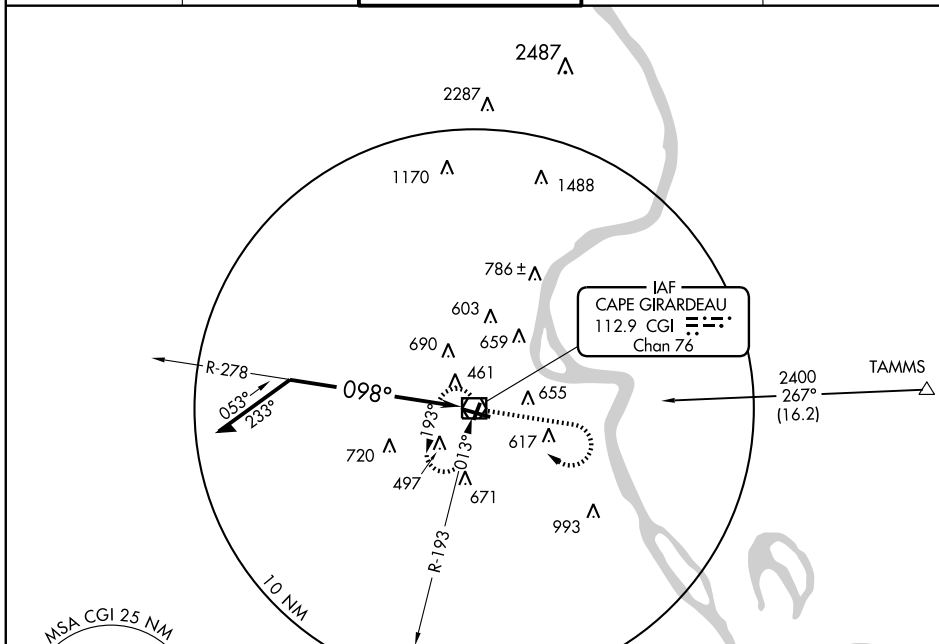 2487
2287
1170
1488
786 ±
IAF
CAPE GIRARDEAU
112.9 CGI
Chan 76
603
659
690
R-278
461
TAMMS
2400
267°
(16.2)
098°
053°
233°
655
193°
013°
617
720
497
671
993
R-193
10 NM
MSA CGI 25 NM